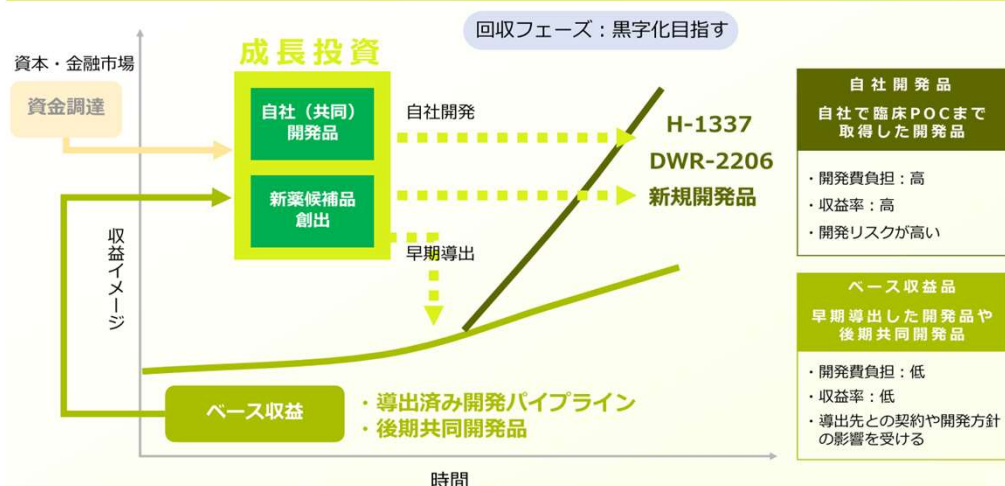 回収フェーズ：黒字化目指す
資本・金融市場
資金調達
成長投資
自社（共同）
開発品
新薬候補品
創出
自社開発
早期導出
H-1337
DWR-2206
新規開発品
収益イメージ
ベース収益
・導出済み開発パイプライン
・後期共同開発品
時間
自社開発品
自社で臨床POCまで
取得した開発品
・開発費負担：高
・収益率：高
・開発リスクが高い
ベース収益品
早期導出した開発品や
後期共同開発品
・開発費負担：低
・収益率：低
・導出先との契約や開発方針
の影響を受ける